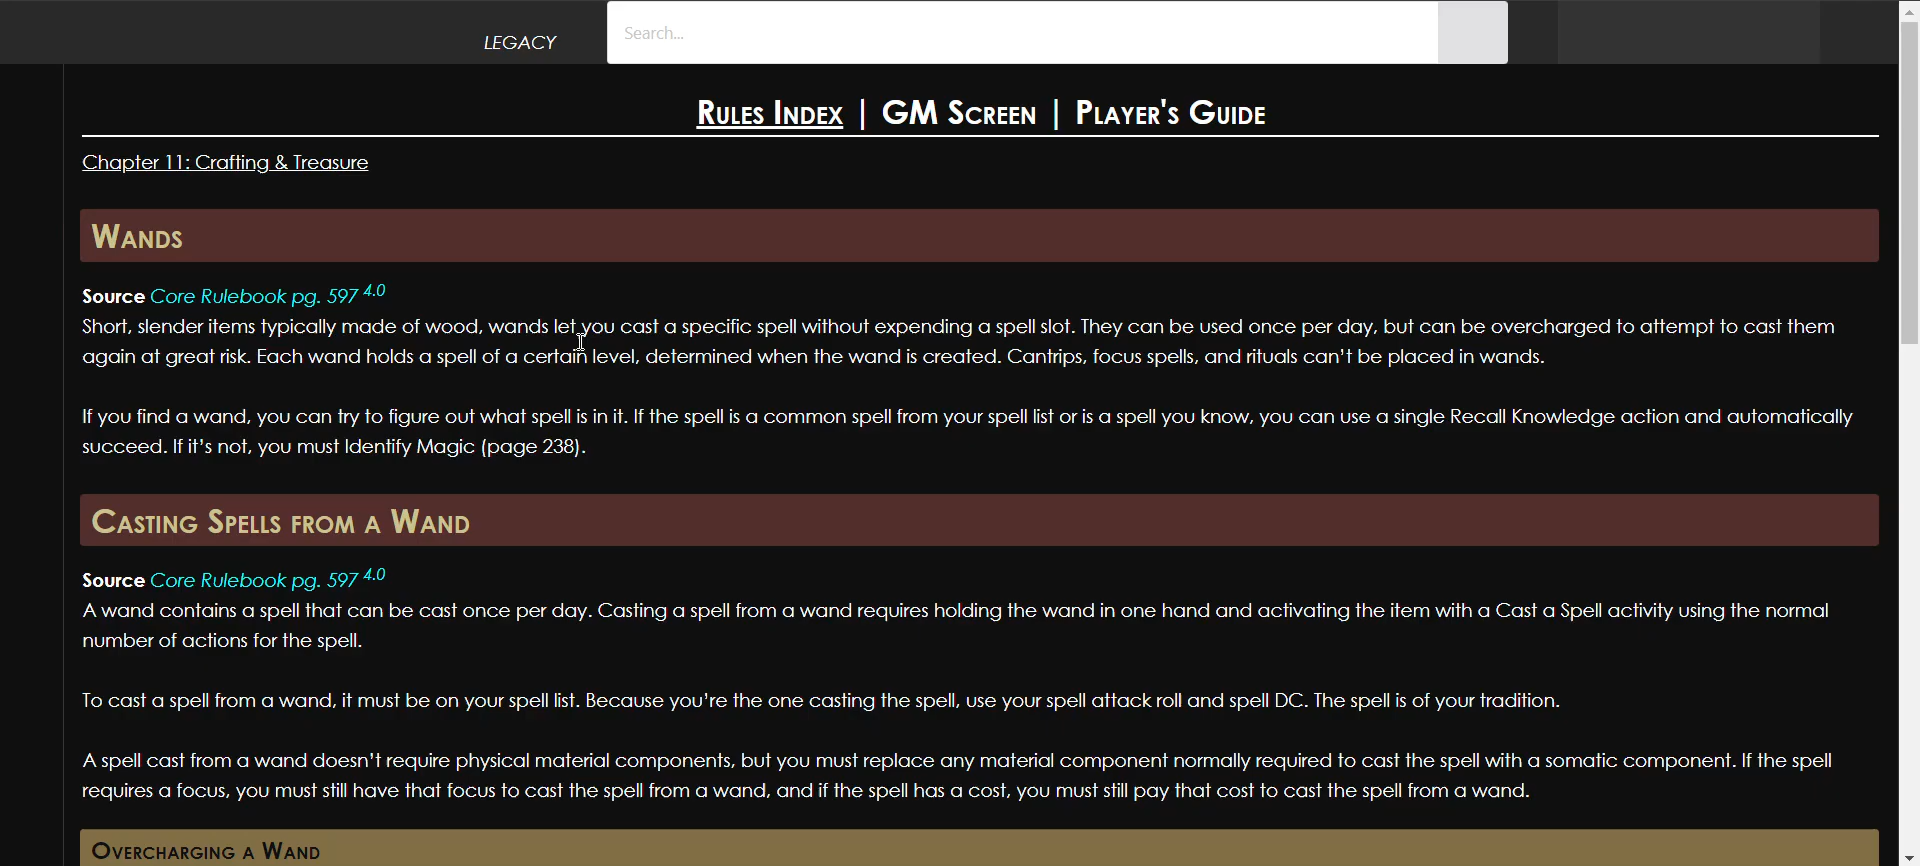 LEGACY
Search...
Rules Index | GM Screen | Player's Guide
Chapter 11: Crafting & Treasure
Wands
Source Core Rulebook pg. 597 4.0
Short, slender items typically made of wood, wands let you cast a specific spell without expending a spell slot. They can be used once per day, but can be overcharged to attempt to cast them
again at great risk. Each wand holds a spell of a certain level, determined when the wand is created. Cantrips, focus spells, and rituals can’t be placed in wands.
If you find a wand, you can try to figure out what spell is in it. If the spell is a common spell from your spell list or is a spell you know, you can use a single Recall Knowledge action and automatically
succeed. If it’s not, you must Identify Magic (page 238).
Casting Spells from a Wand
Source Core Rulebook pg. 597 4.0
A wand contains a spell that can be cast once per day. Casting a spell from a wand requires holding the wand in one hand and activating the item with a Cast a Spell activity using the normal
number of actions for the spell.
To cast a spell from a wand, it must be on your spell list. Because you’re the one casting the spell, use your spell attack roll and spell DC. The spell is of your tradition.
A spell cast from a wand doesn’t require physical material components, but you must replace any material component normally required to cast the spell with a somatic component. If the spell
requires a focus, you must still have that focus to cast the spell from a wand, and if the spell has a cost, you must still pay that cost to cast the spell from a wand.
Overcharging a Wand